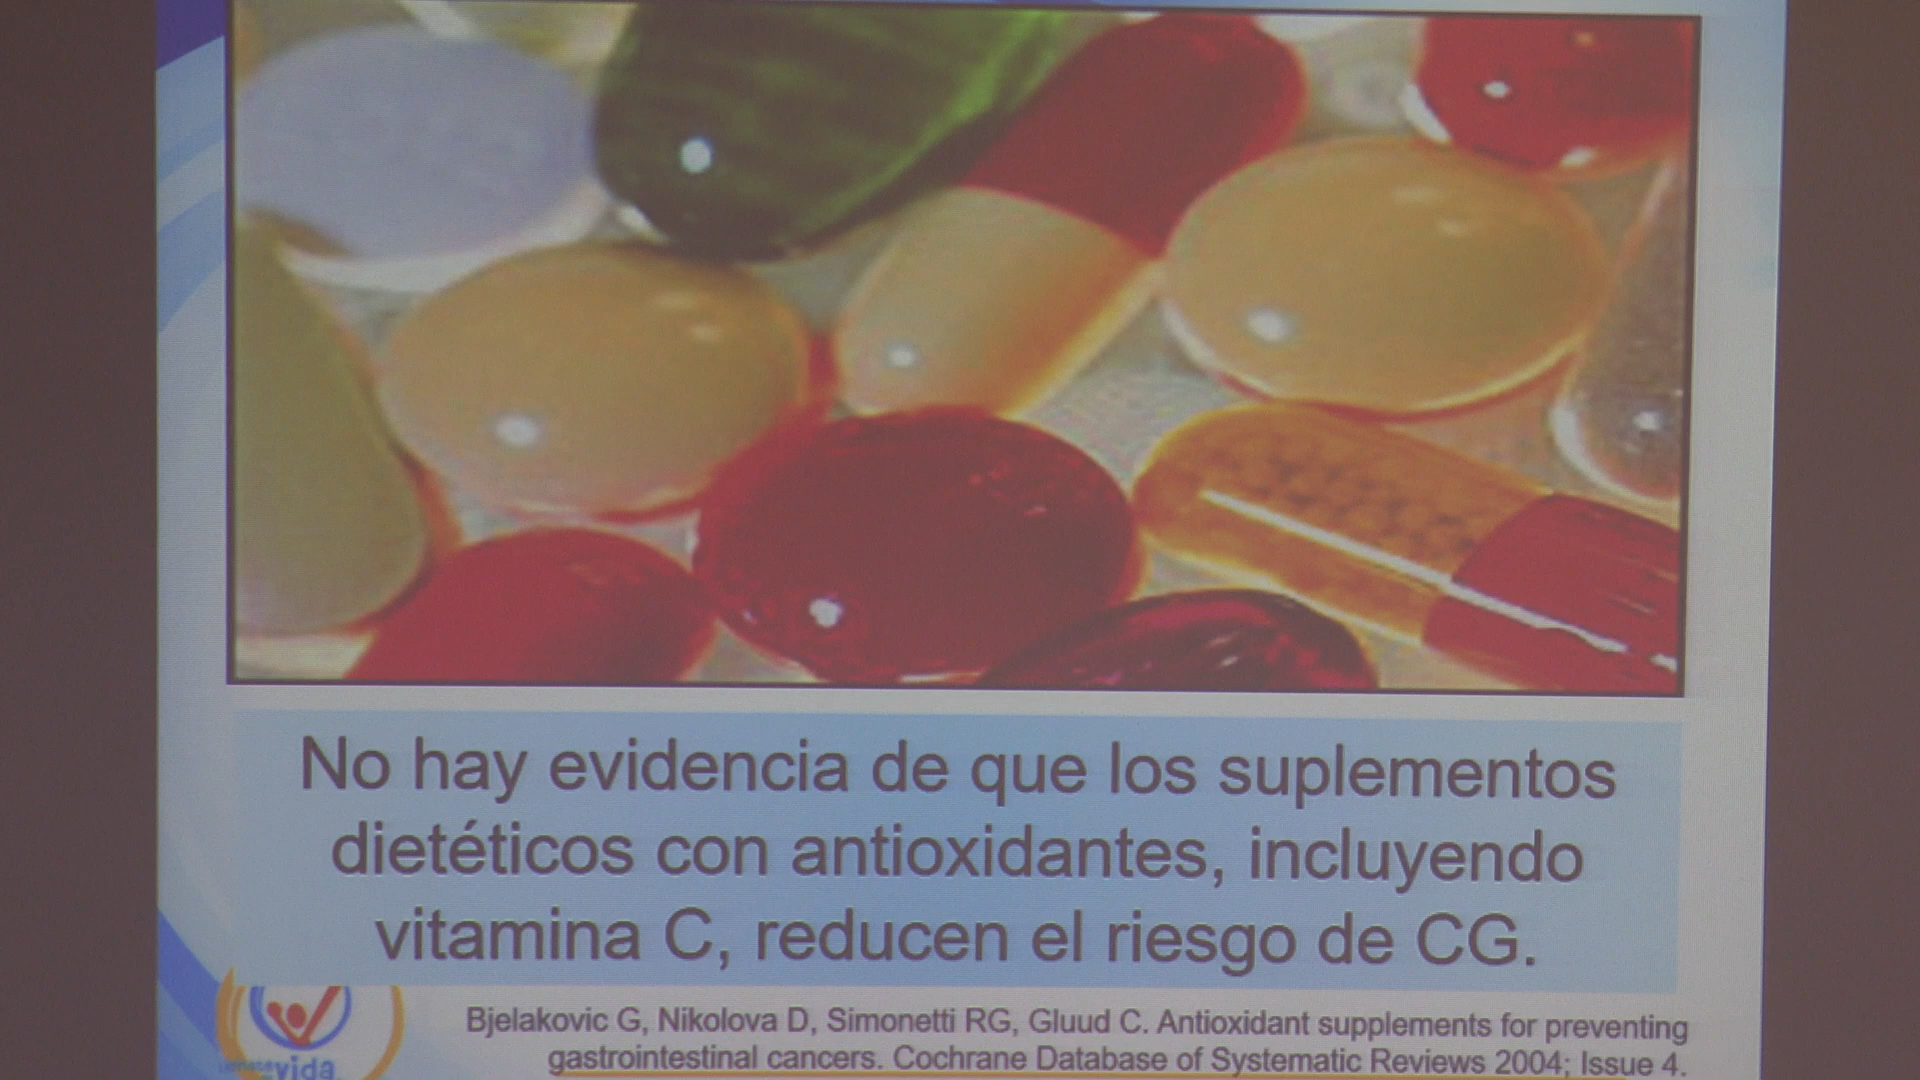 No hay evidencia de que los suplementos
dietéticos con antioxidantes, incluyendo
vitamina C, reducen el riesgo de CG.
Bjelakovic G, Nikolova D, Simonetti RG, Gluud C. Antioxidant supplements for preventing
gastrointestinal cancers. Cochrane Database of Systematic Reviews 2004; Issue 4.
vida